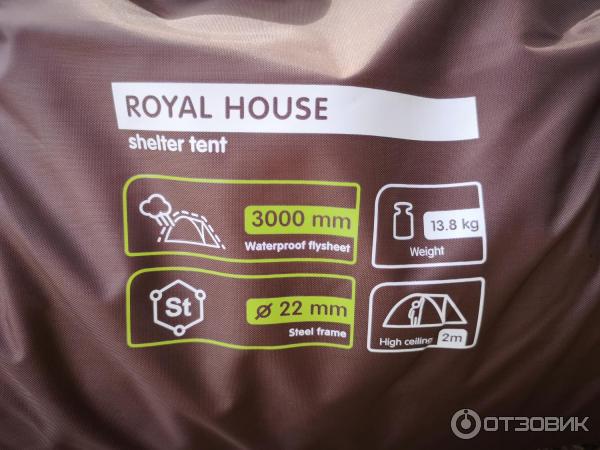 ROYAL HOUSE
shelter tent
3000 mm
Waterproof flysheet
13.8 kg
Weight
St
Ø 22 mm
Steel frame
High ceiling 2m
ОТЗОВИК